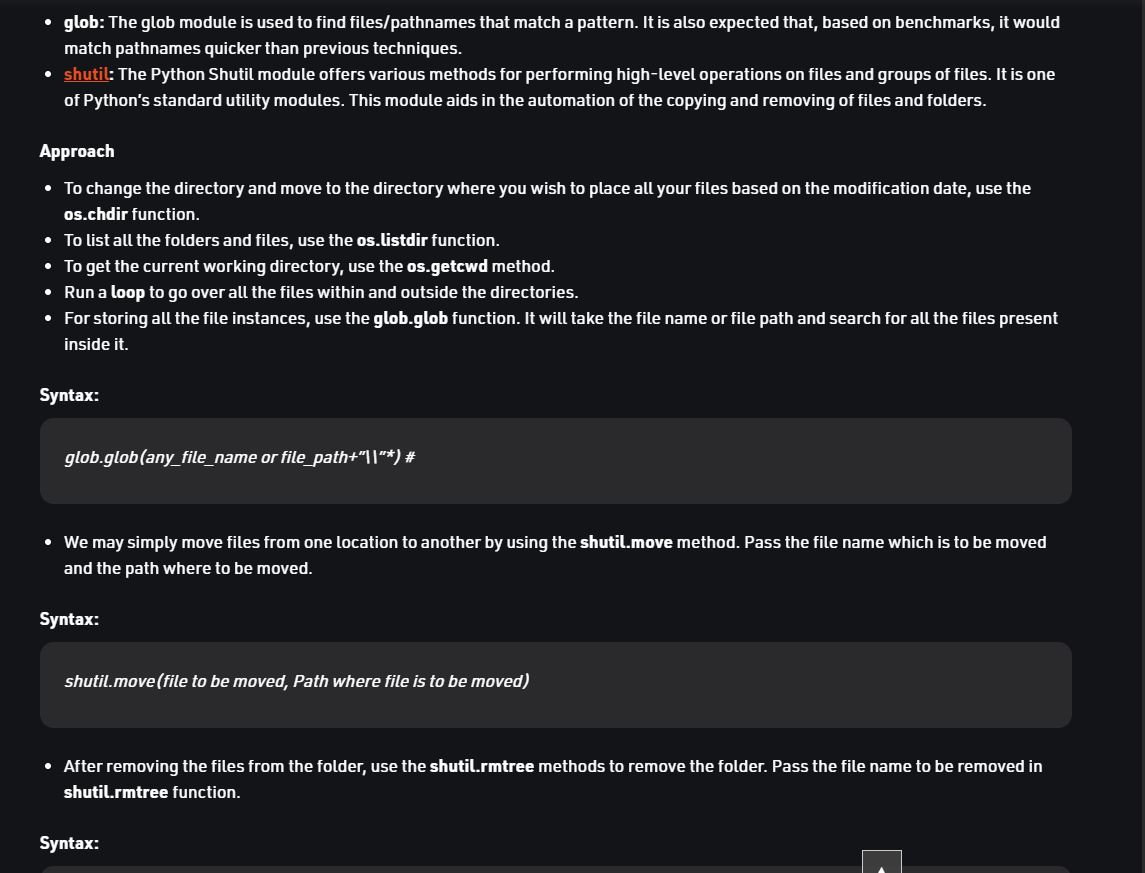 • glob: The glob module is used to find files/pathnames that match a pattern. It is also expected that, based on benchmarks, it would
match pathnames quicker than previous techniques.
• shutil: The Python Shutil module offers various methods for performing high-level operations on files and groups of files. It is one
of Python's standard utility modules. This module aids in the automation of the copying and removing of files and folders.
Approach
• To change the directory and move to the directory where you wish to place all your files based on the modification date, use the
os.chdir function.
• To list all the folders and files, use the os.listdir function.
• To get the current working directory, use the os.getcwd method.
• Run a loop to go over all the files within and outside the directories.
• For storing all the file instances, use the glob.glob function. It will take the file name or file path and search for all the files present
inside it.
Syntax:
glob.glob(any_file_name or file_path+”\\”*) #
• We may simply move files from one location to another by using the shutil.move method. Pass the file name which is to be moved
and the path where to be moved.
Syntax:
shutil.move(file to be moved, Path where file is to be moved)
• After removing the files from the folder, use the shutil.rmtree methods to remove the folder. Pass the file name to be removed in
shutil.rmtree function.
Syntax: